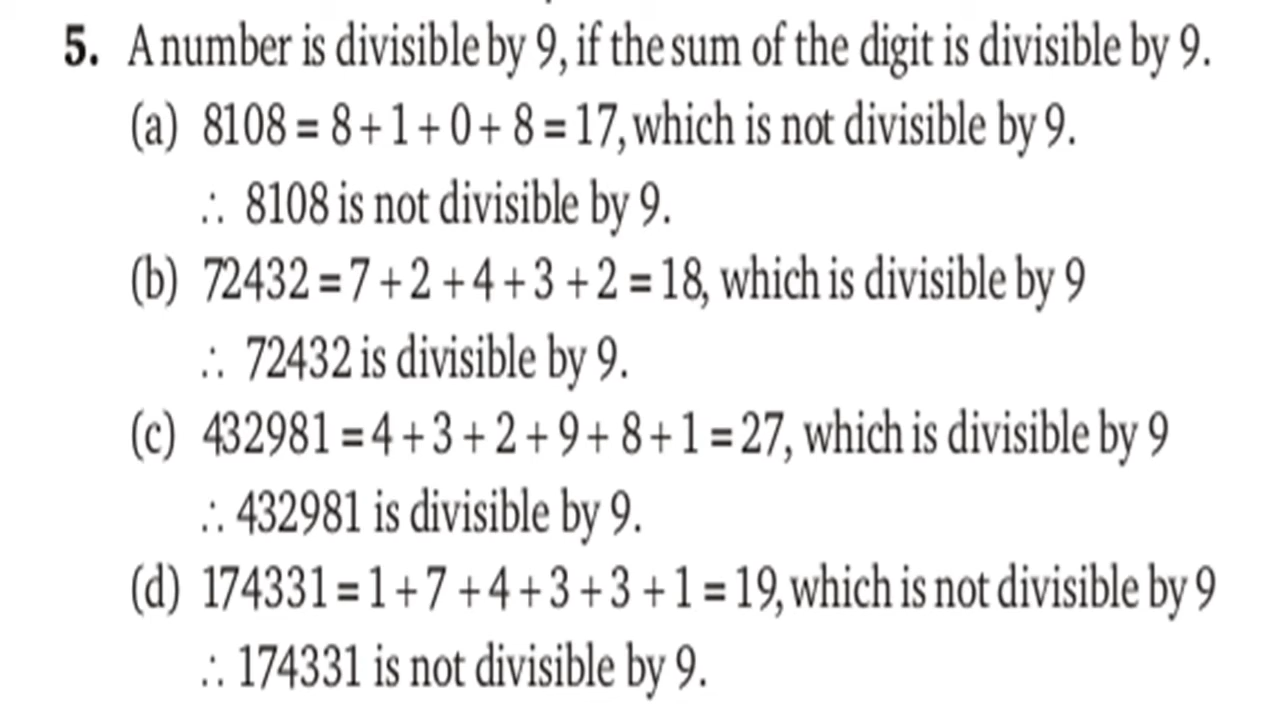 5. A number is divisible by 9, if the sum of the digit is divisible by 9.
(a) 8108 = 8 + 1 + 0 + 8 = 17, which is not divisible by 9.
∴ 8108 is not divisible by 9.
(b) 72432 = 7 + 2 + 4 + 3 + 2 = 18, which is divisible by 9
∴ 72432 is divisible by 9.
(c) 432981 = 4 + 3 + 2 + 9 + 8 + 1 = 27, which is divisible by 9
∴ 432981 is divisible by 9.
(d) 174331 = 1 + 7 + 4 + 3 + 3 + 1 = 19, which is not divisible by 9
∴ 174331 is not divisible by 9.